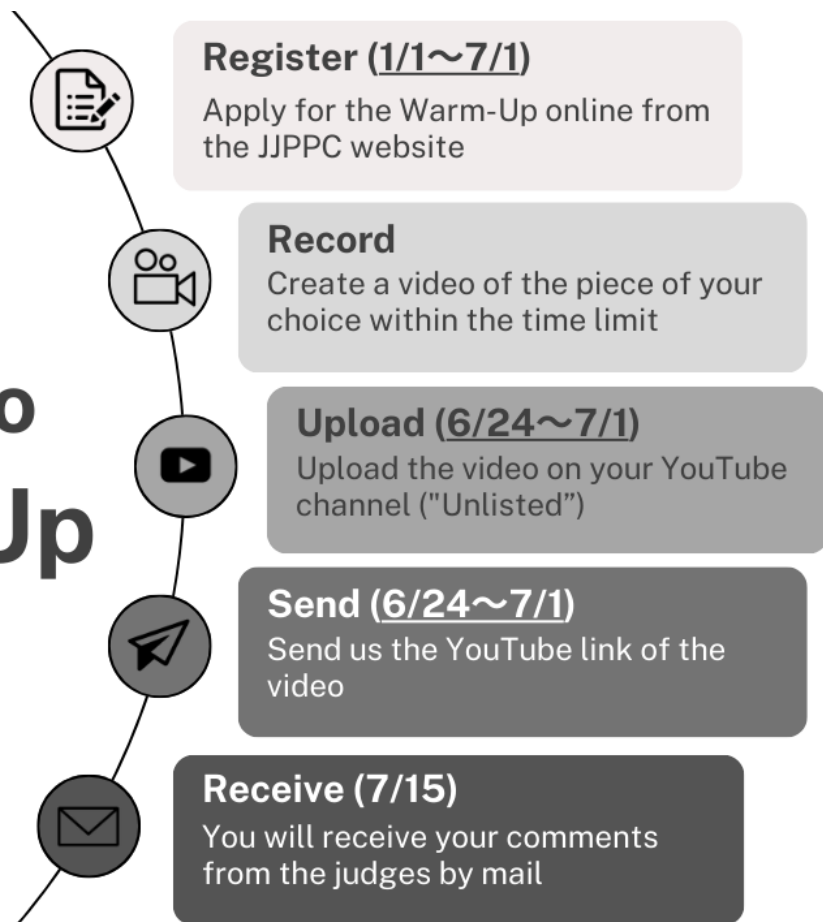 Register (1/1～7/1)
Apply for the Warm-Up online from
the JJPPC website
Record
Create a video of the piece of your
choice within the time limit
o
Up
Upload (6/24～7/1)
Upload the video on your YouTube
channel ("Unlisted”)
Send (6/24～7/1)
Send us the YouTube link of the
video
Receive (7/15)
You will receive your comments
from the judges by mail